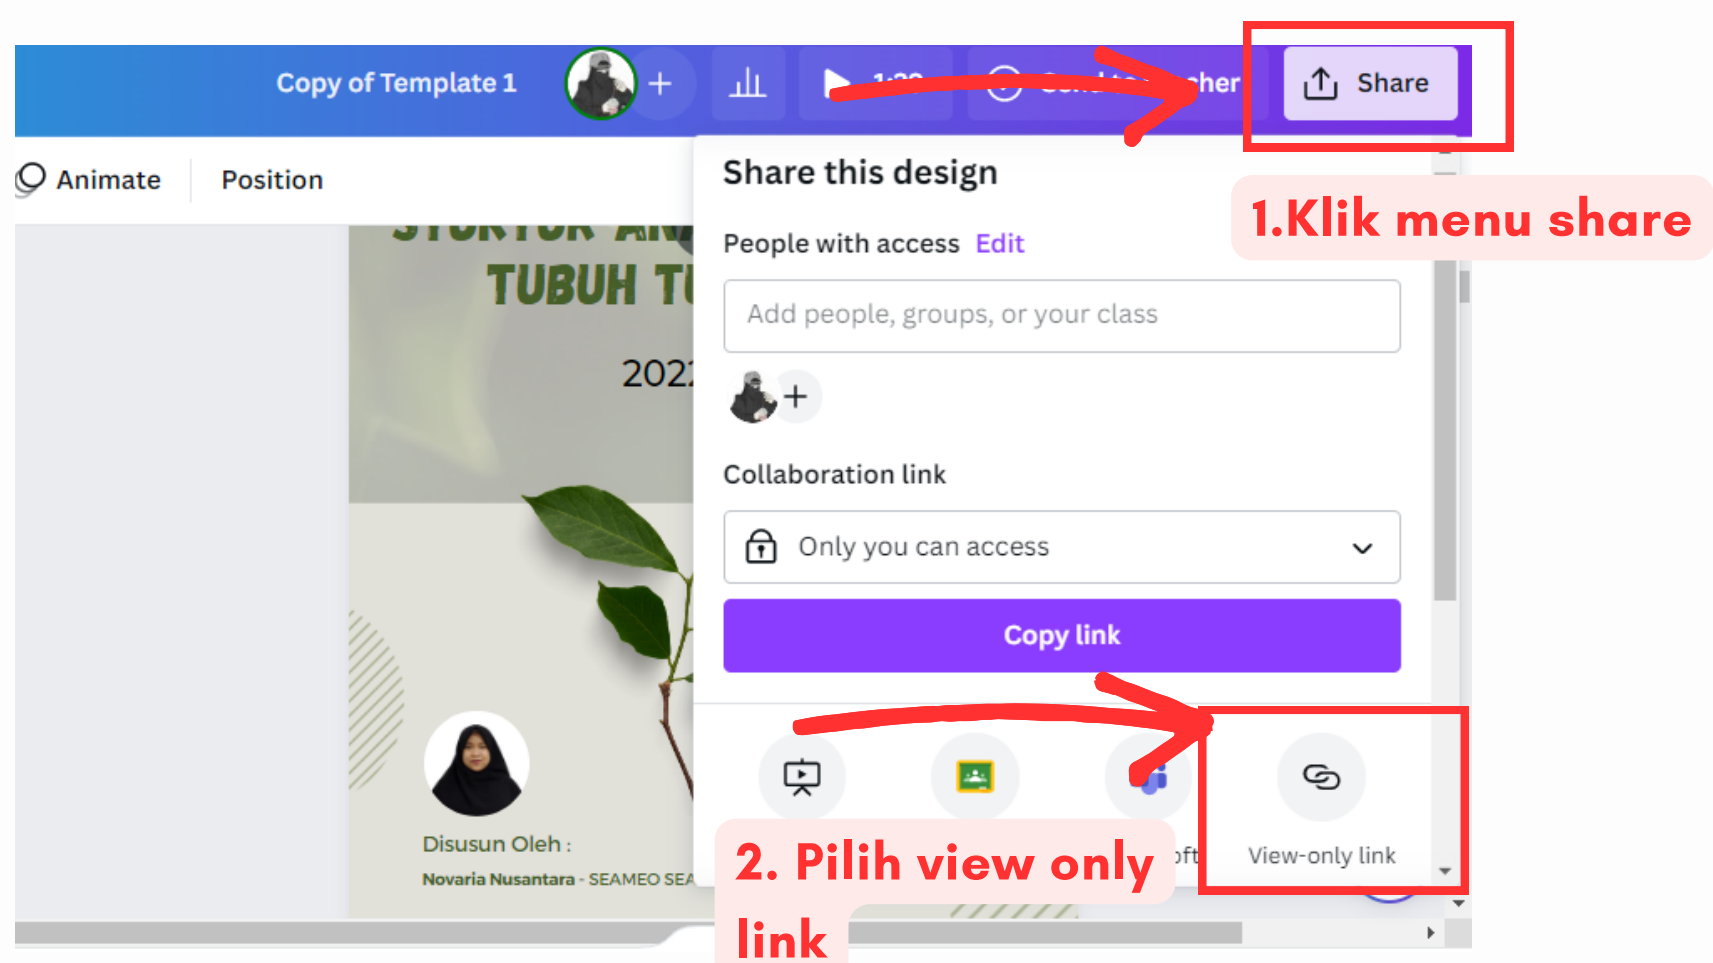 Copy of Template 1
Share
Animate
Position
Share this design
1.Klik menu share
People with access Edit
TUBUH
Add people, groups, or your class
Collaboration link
Only you can access
Copy link
Disusun Oleh :
Novaria Nusantara - SEAMEO
View-only link
2. Pilih view only
link